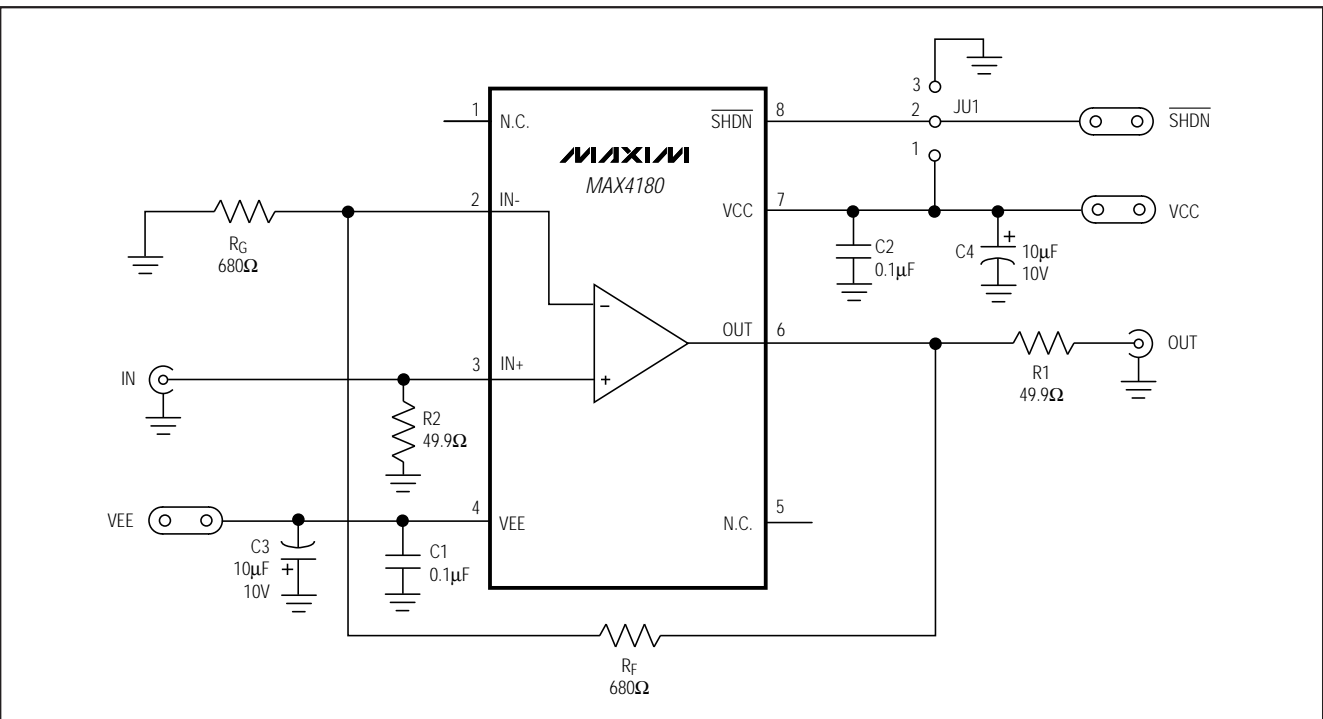 1
N.C.
MAXIM
MAX4180
SHDN
8
3
2
1
JU1
SHDN
2
IN-
RG
680Ω
VCC
7
VCC
C2
0.1µF
C4
+
10µF
10V
OUT
6
−
+
R1
49.9Ω
OUT
IN
3
IN+
R2
49.9Ω
VEE
4
VEE
C3
10µF
10V
+
C1
0.1µF
5
N.C.
RF
680Ω